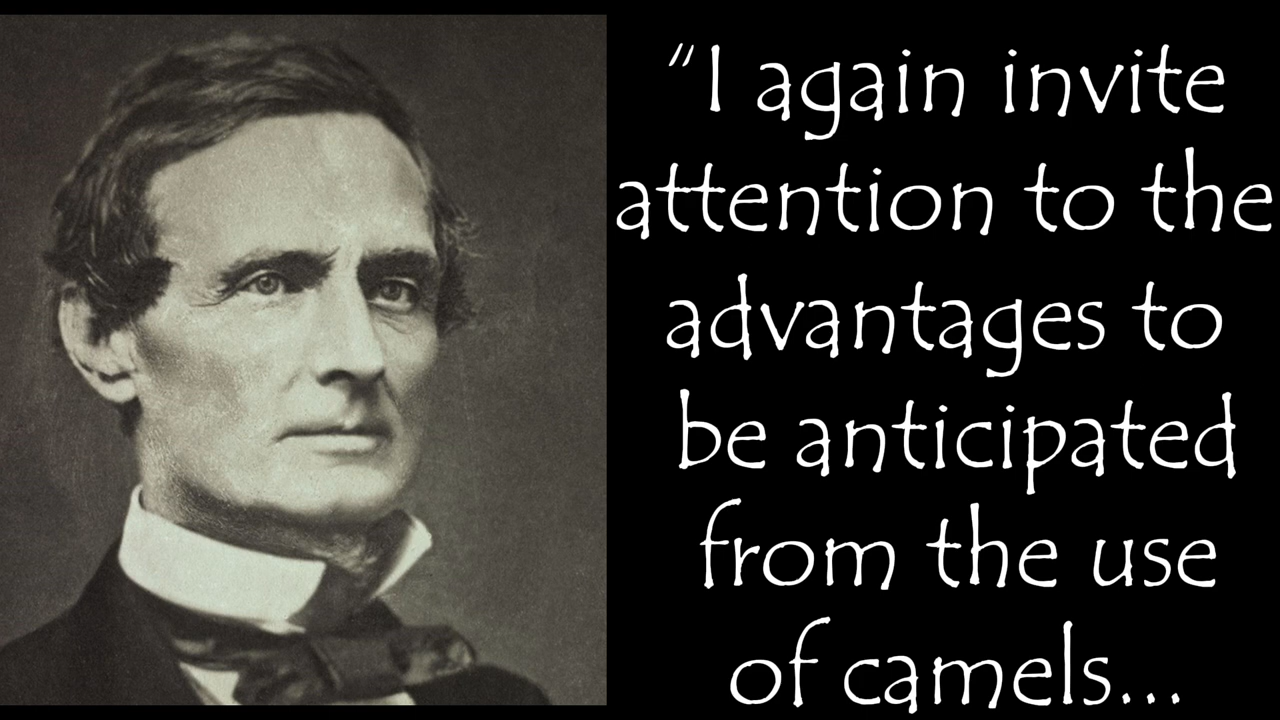 “I again invite
attention to the
advantages to
be anticipated
from the use
of camels...